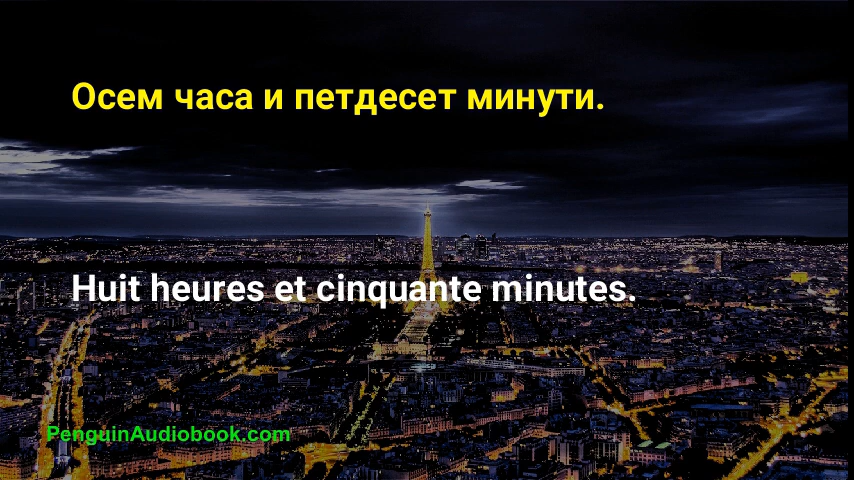 Осем часа и петдесет минути.
Huit heures et cinquante minutes.
PenguinAudiobook.com